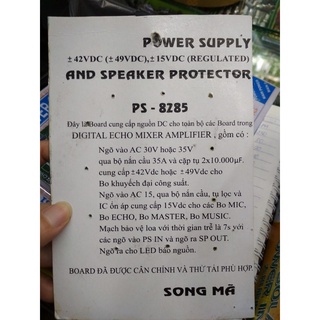 POWER SUPPLY
± 42VDC (± 49VDC), ± 15VDC (REGULATED)
AND SPEAKER PROTECTOR
PS - 8285
Đây là Board cung cấp nguồn DC cho toàn bộ các Board trong
DIGITAL ECHO MIXER AMPLIFIER , gồm có :
Ngõ vào AC 30V hoặc 35V
qua bộ nắn cầu 35A và cặp tụ 2x10.000µF.
cung cấp ±42Vdc hoặc ±49Vdc cho
Bo khuyếch đại công suất.
Ngõ vào AC 15, qua bộ nắn cầu, tụ lọc và
IC ổn áp cung cấp 15Vdc cho các Bo MIC,
Bo ECHO, Bo MASTER, Bo MUSIC.
Mạch báo vệ loa với thời gian trể là 7s với
các ngõ vào PS IN và ngõ ra SP OUT.
Ngõ ra cho LED báo nguồn.
BOARD ĐÃ ĐƯỢC CÂN CHỈNH VÀ THỬ TẢI PHÙ HỢP
SONG MÃ